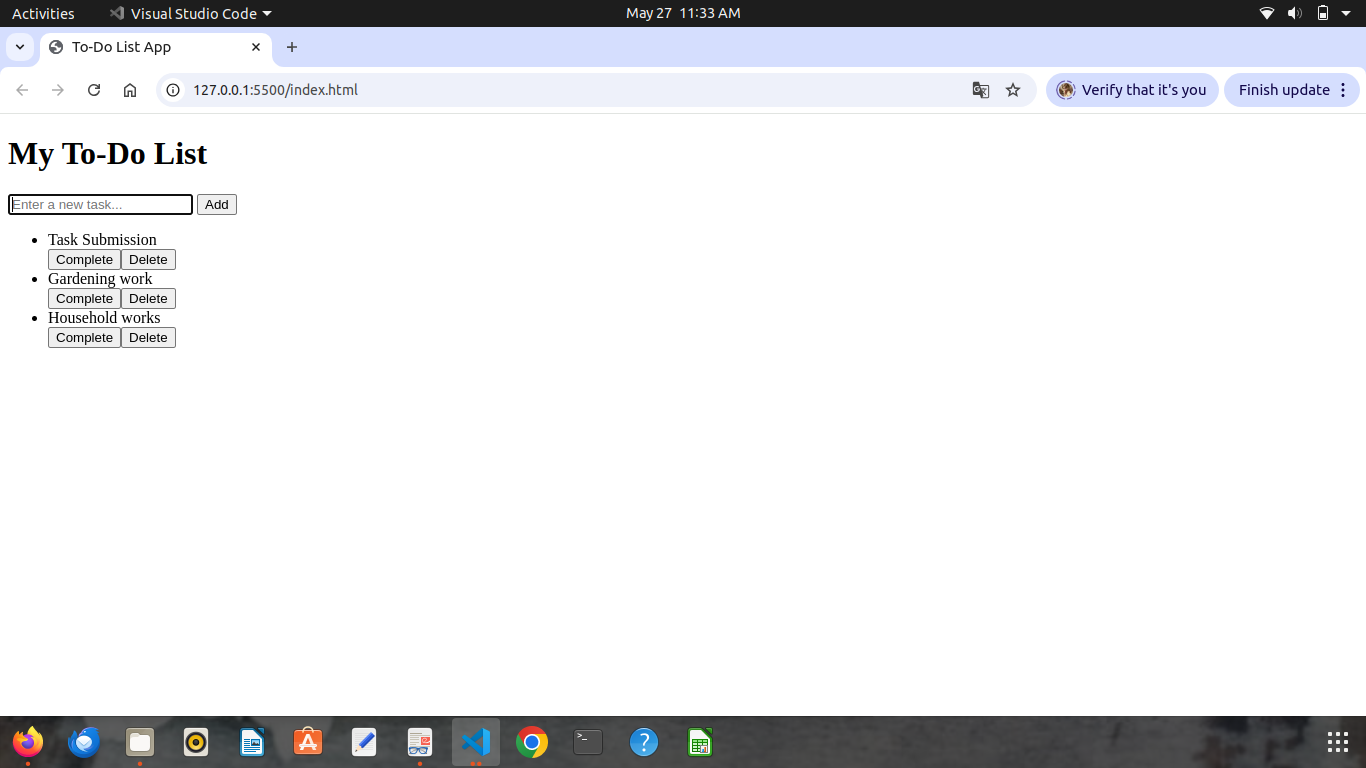 Activities Visual Studio Code May 27 11:33 AM
To-Do List App
127.0.0.1:5500/index.html Verify that it's you Finish update
My To-Do List
Enter a new task... Add
Task Submission
Complete Delete
Gardening work
Complete Delete
Household works
Complete Delete